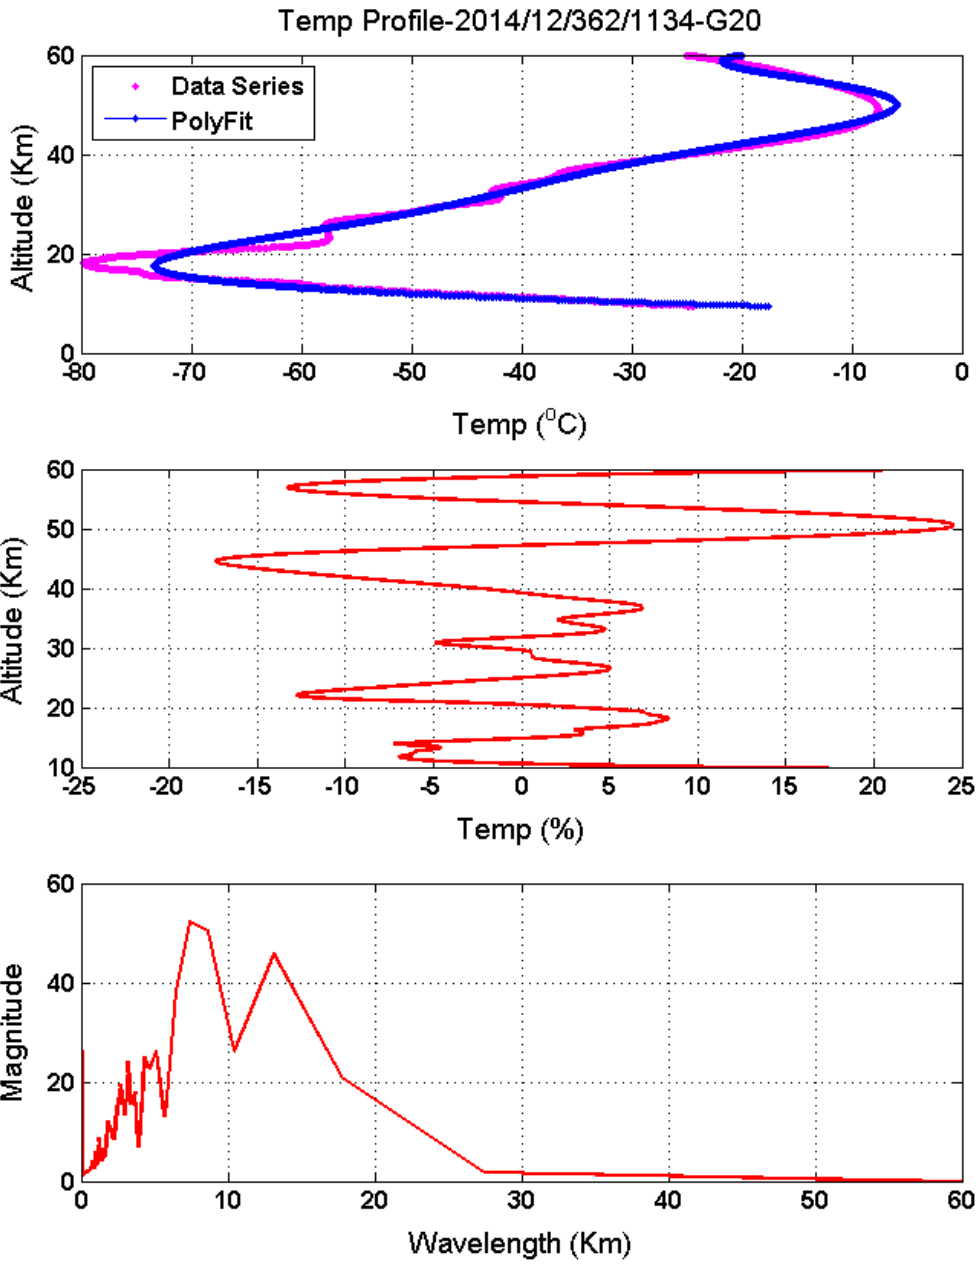 Temp Profile-2014/12/362/1134-G20
60
40
20
0
Altitude (Km)
Data Series
PolyFit
-80 -70 -60 -50 -40 -30 -20 -10 0
Temp (⁰C)
60
50
40
30
20
10
Altitude (Km)
-25 -20 -15 -10 -5 0 5 10 15 20 25
Temp (%)
60
40
20
0
Magnitude
0 10 20 30 40 50 60
Wavelength (Km)